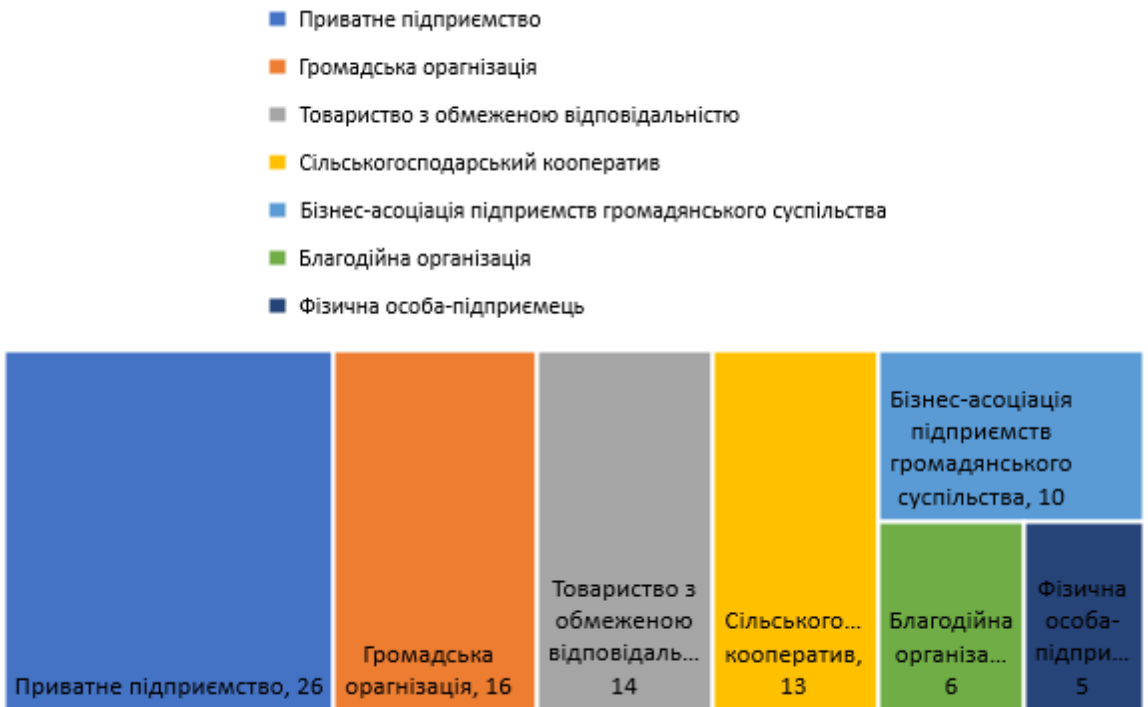 Приватне підприємство
Громадська орагнізація
Товариство з обмеженою відповідальністю
Сільськогосподарський кооператив
Бізнес-асоціація підприємств громадянського суспільства
Благодійна організація
Фізична особа-підприємець
Бізнес-асоціація
підприємств
громадянського
суспільства, 10
Приватне підприємство, 26
Громадська
орагнізація, 16
Товариство з
обмеженою
відповідаль...
14
Сільського...
кооператив,
13
Благодійна
організа...
6
Фізична
особа-
підпри...
5